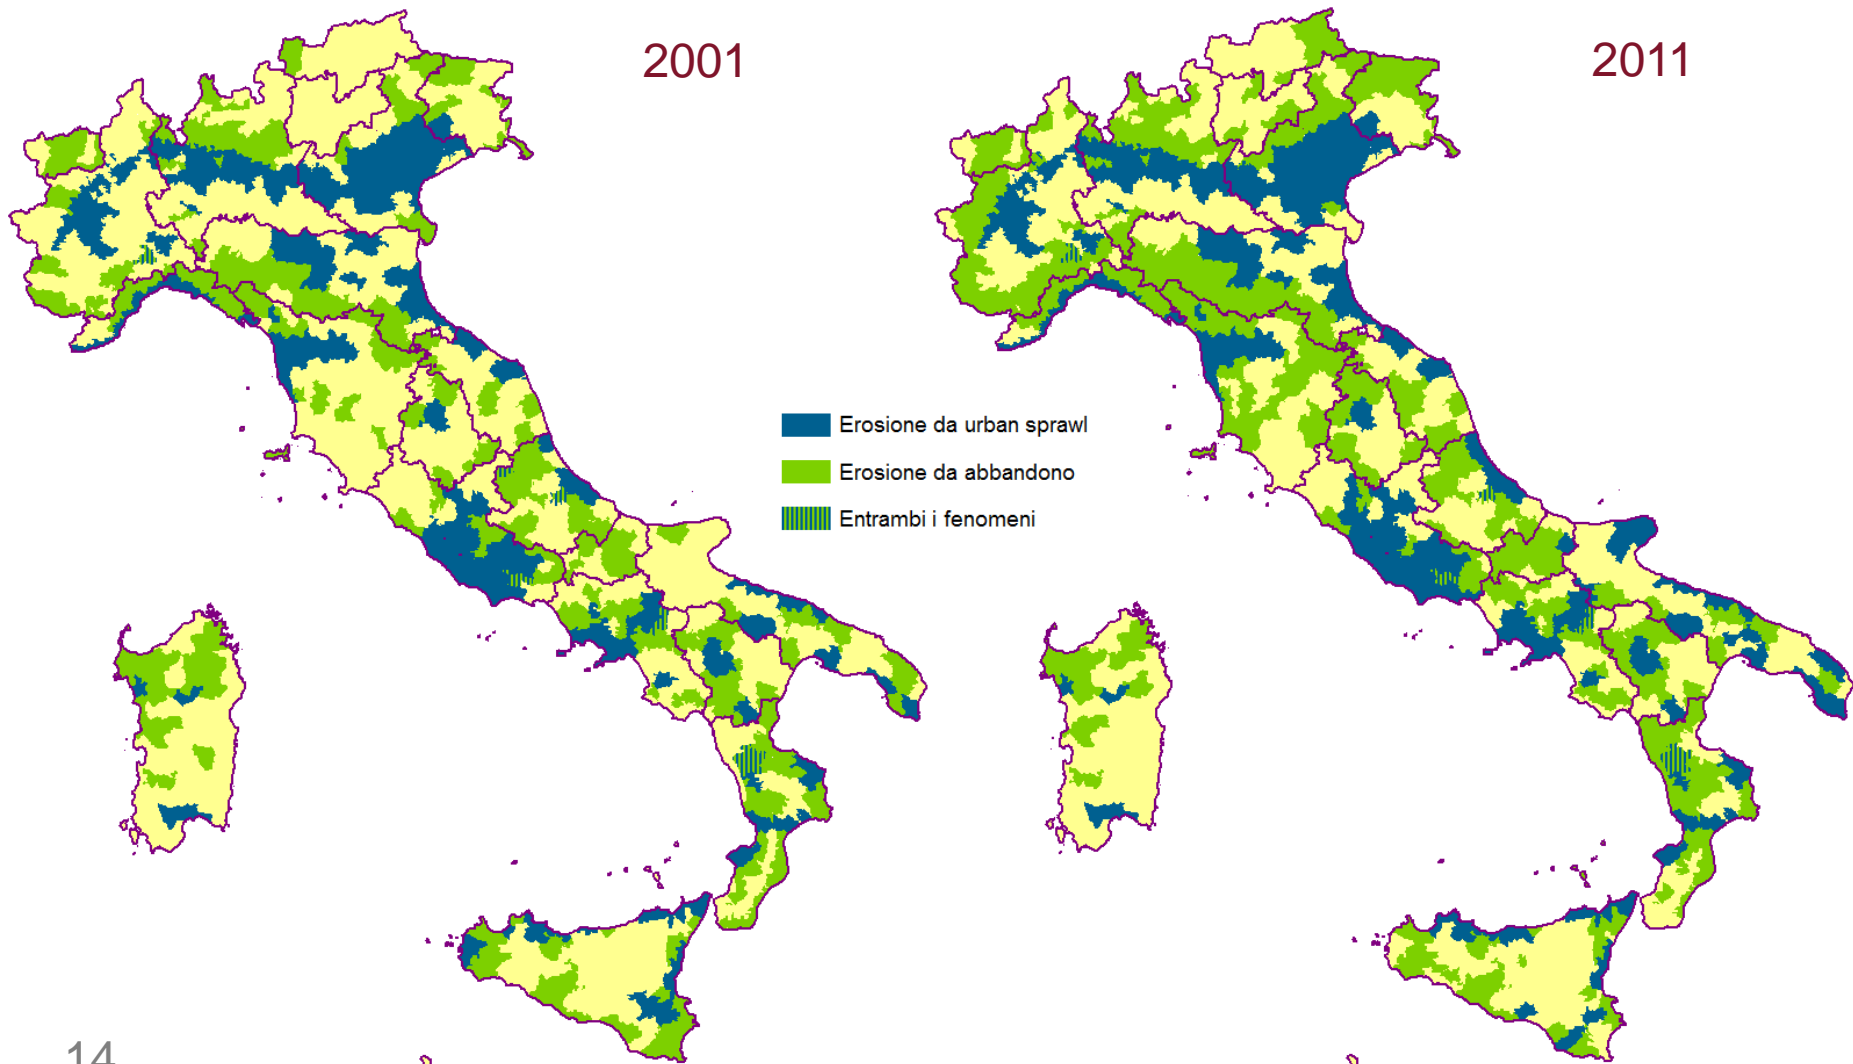 2001
2011
Erosione da urban sprawl
Erosione da abbandono
Entrambi i fenomeni
14